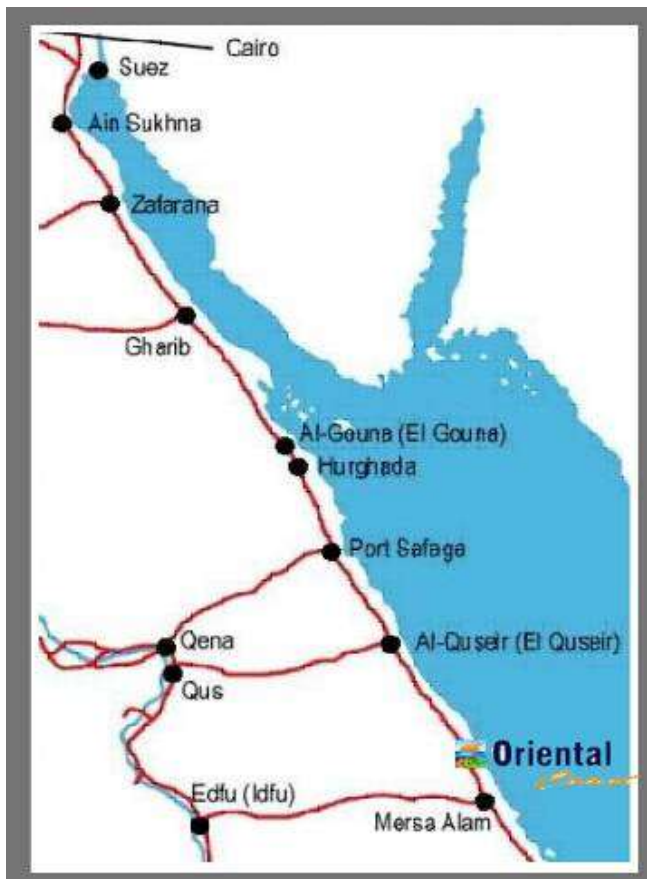 Cairo
Suez
Ain Sukhna
Zafarana
Gharib
Al-Gouna (El Gouna)
Hurghada
Port Safaga
Qena
Al-Quseir (El Quseir)
Qus
Oriental
Edfu (Idfu)
Mersa Alam